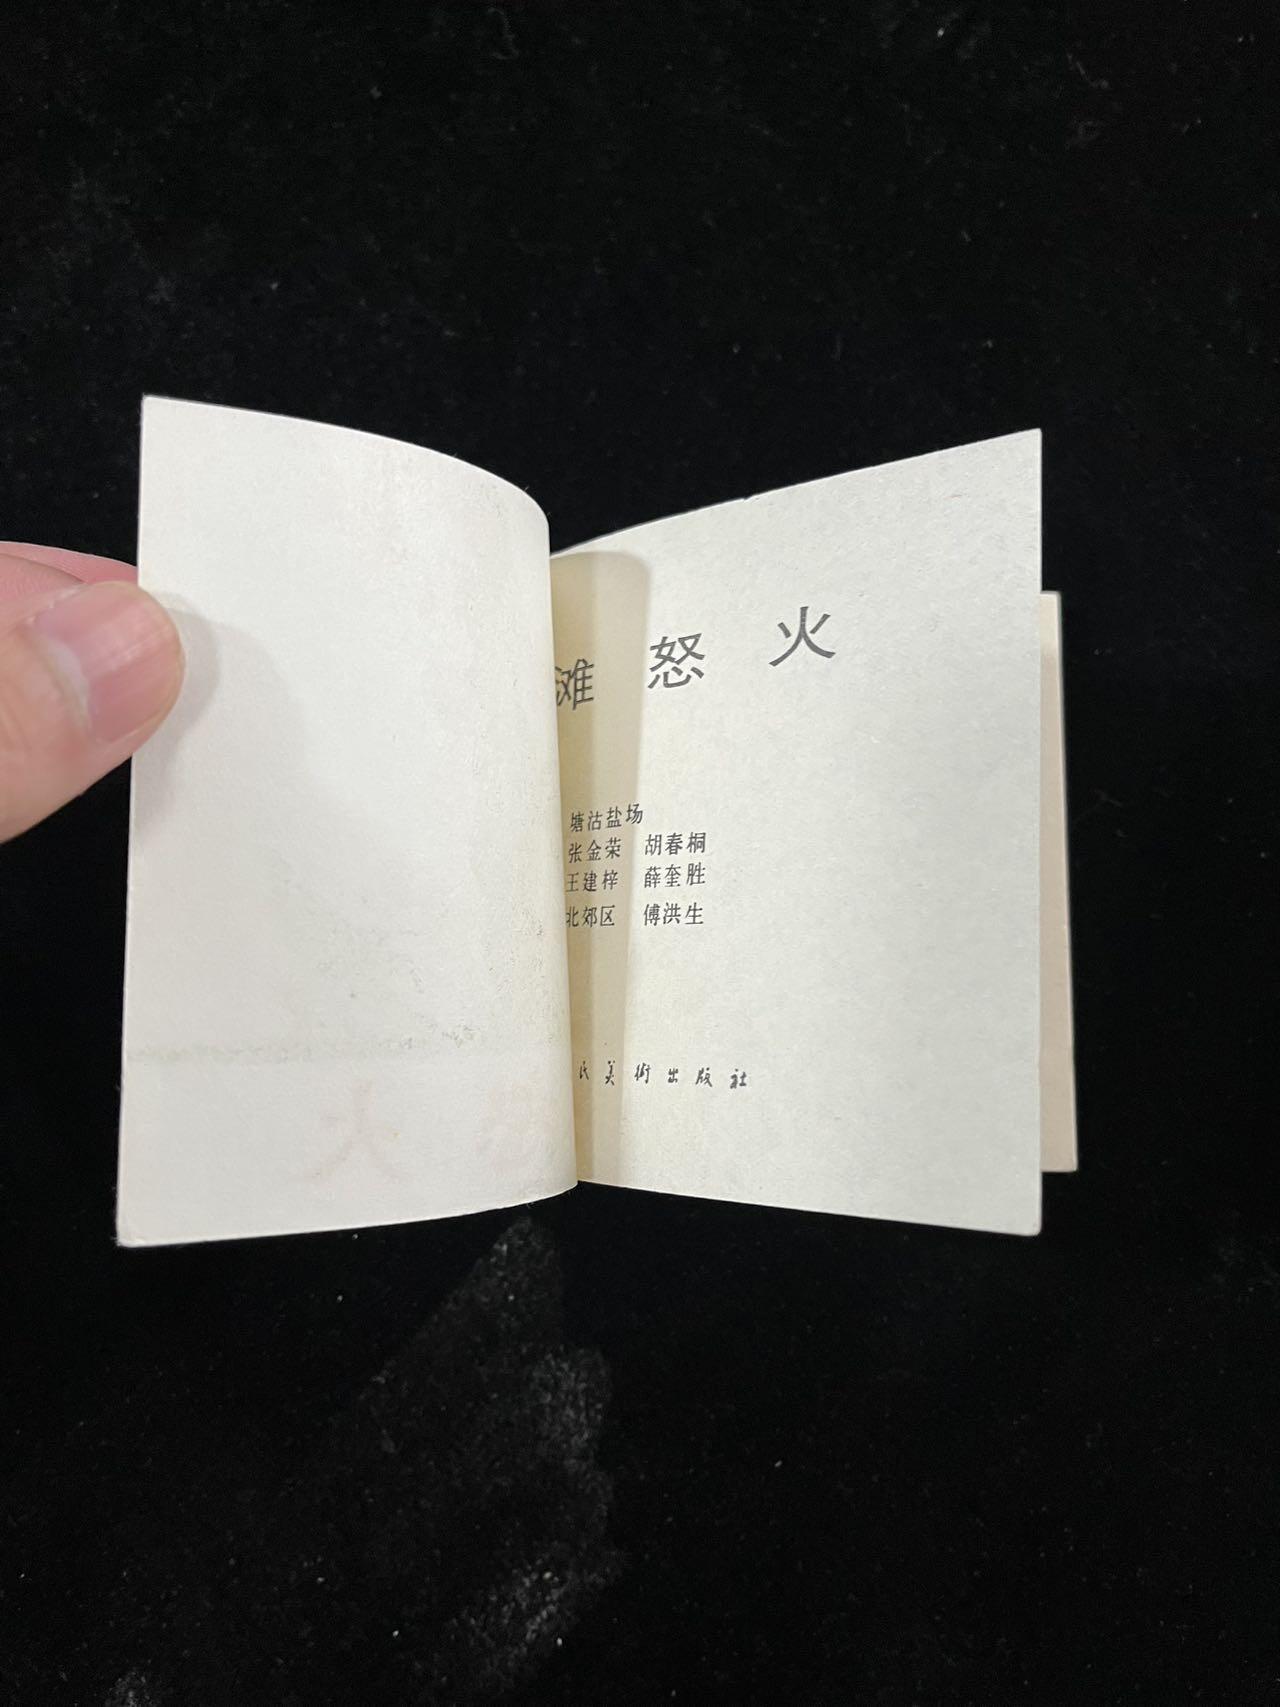 滩怒火
塘沽盐场
张金荣 胡春桐
王建梓 薛奎胜
北郊区 傅洪生
民美術出版社